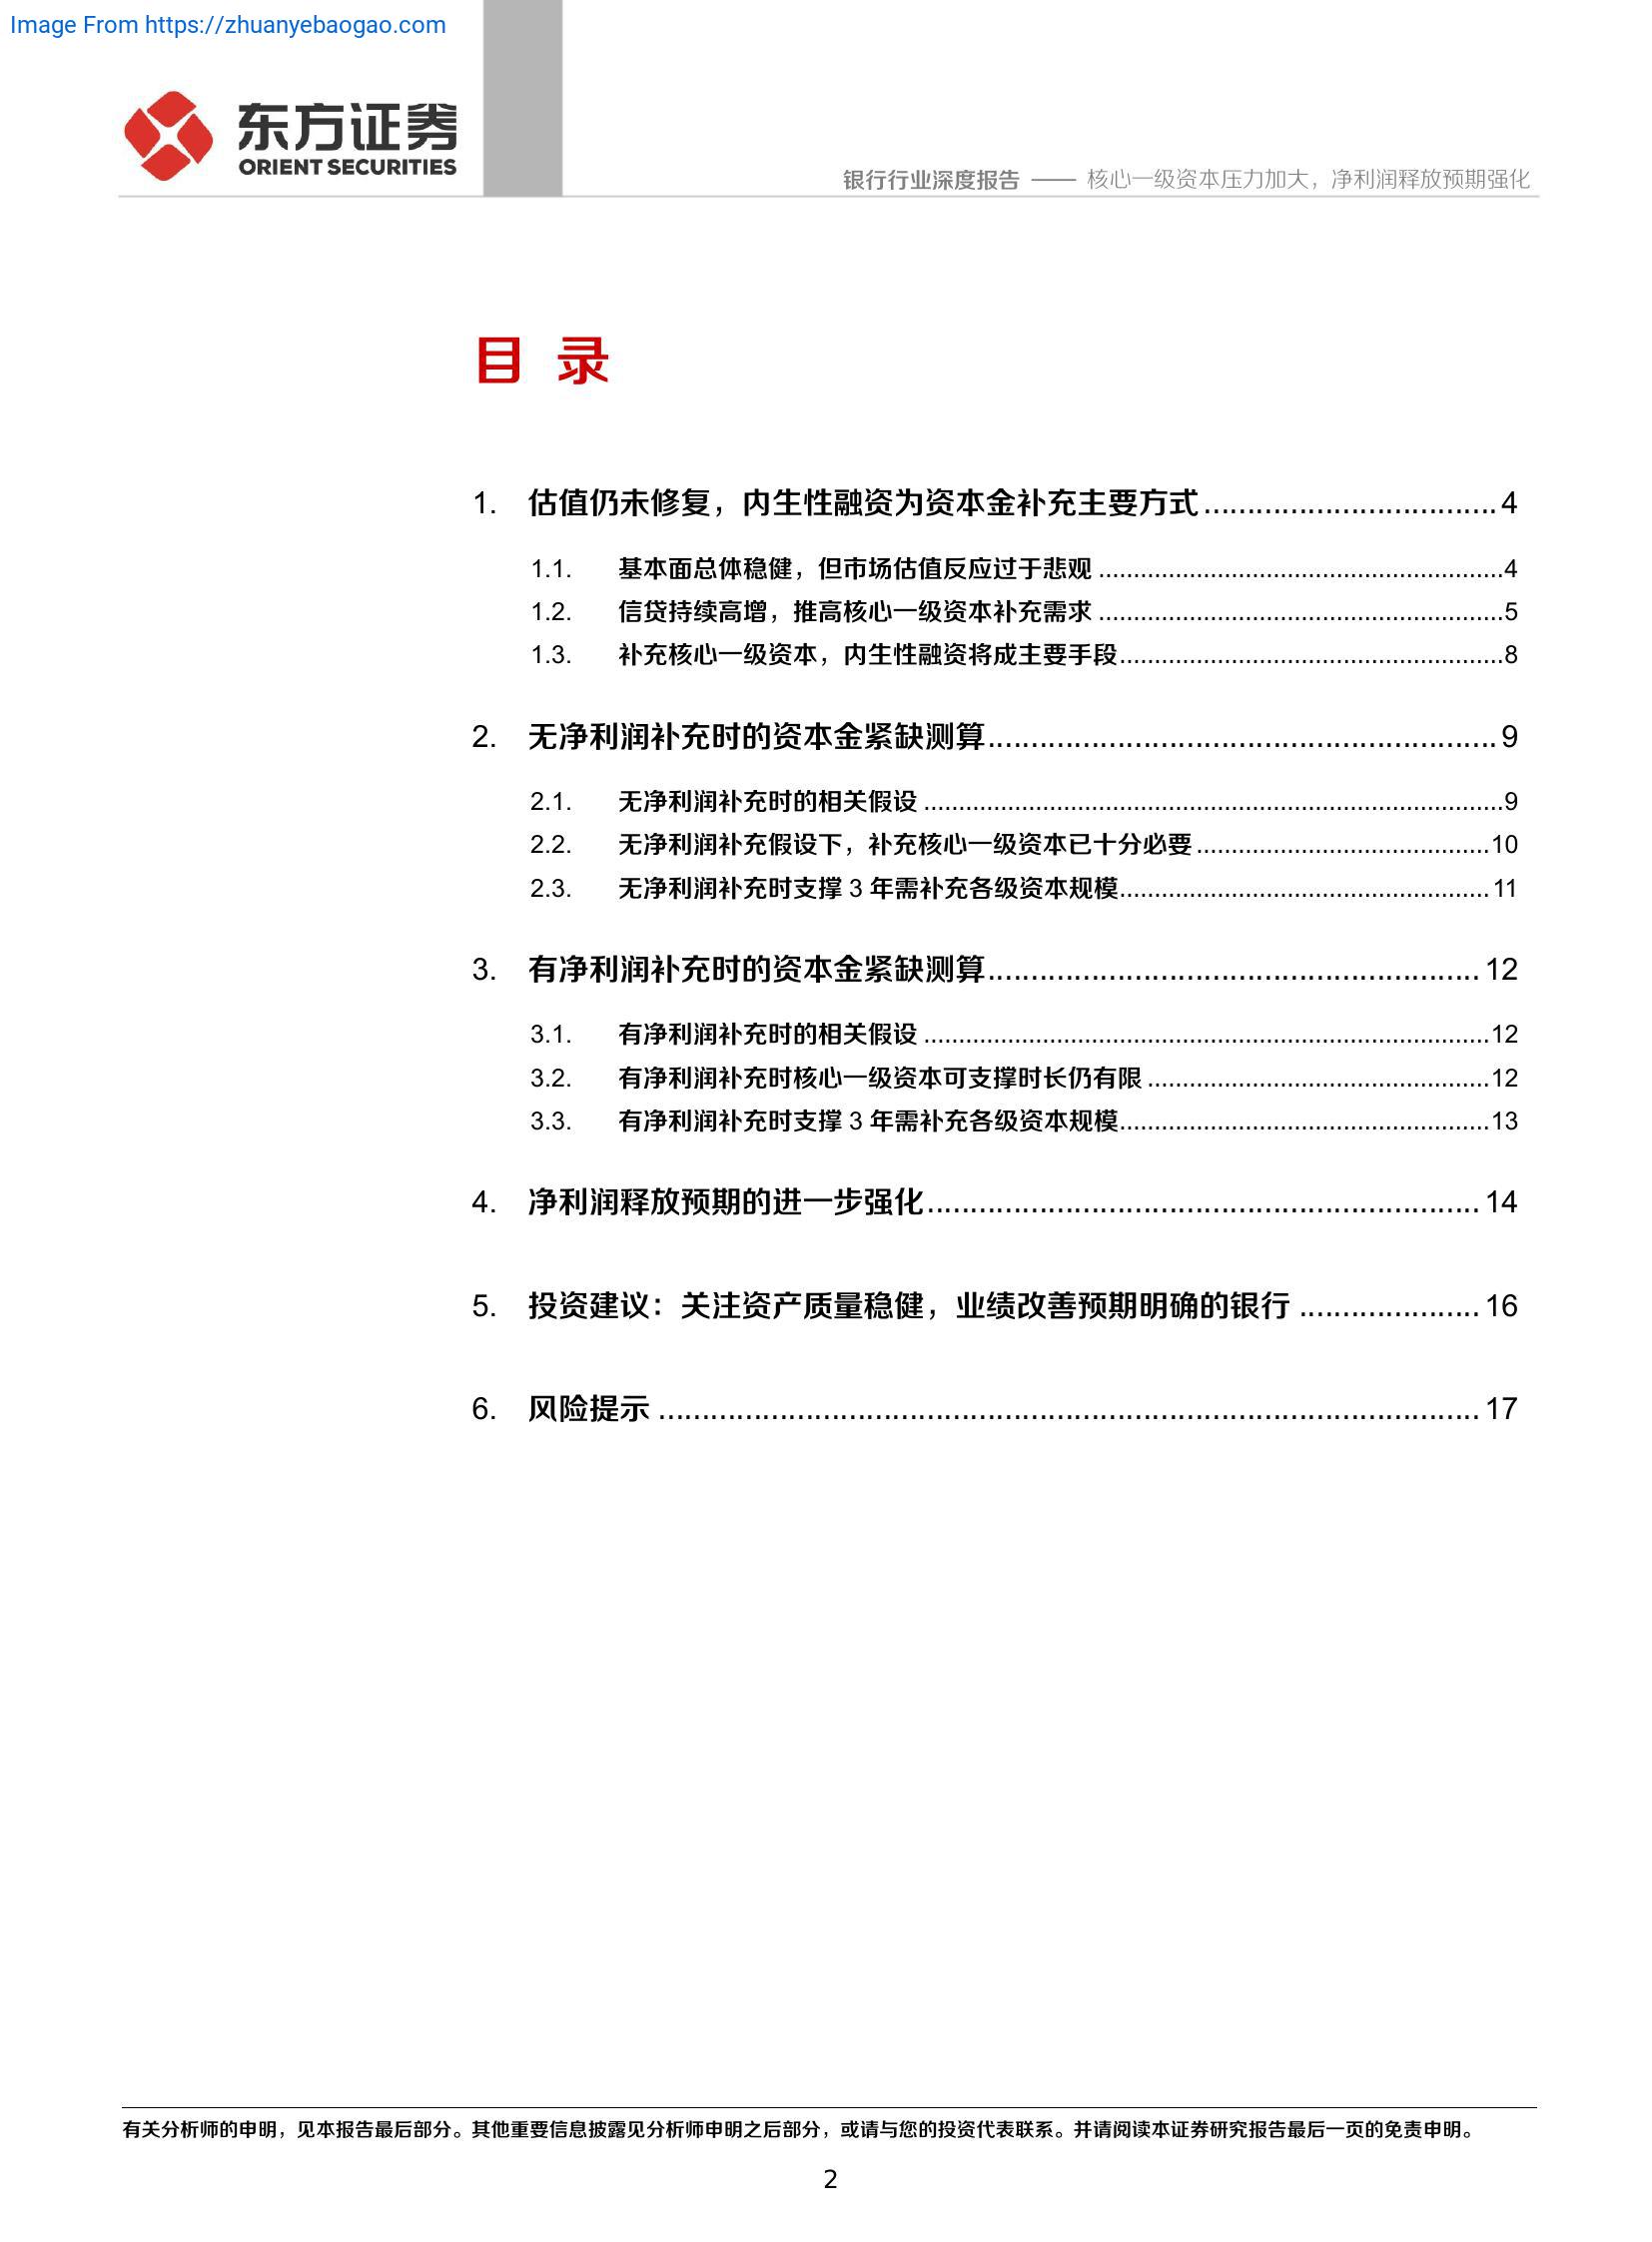 Image From https://zhuanyebaogao.com
东方证券
ORIENT SECURITIES
银行行业深度报告 —— 核心一级资本压力加大，净利润释放预期强化
目 录
1. 估值仍未修复，内生性融资为资本金补充主要方式 4
1.1. 基本面总体稳健，但市场估值反应过于悲观 4
1.2. 信贷持续高增，推高核心一级资本补充需求 5
1.3. 补充核心一级资本，内生性融资将成主要手段 8
2. 无净利润补充时的资本金紧缺测算 9
2.1. 无净利润补充时的相关假设 9
2.2. 无净利润补充假设下，补充核心一级资本已十分必要 10
2.3. 无净利润补充时支撑 3 年需补充各级资本规模 11
3. 有净利润补充时的资本金紧缺测算 12
3.1. 有净利润补充时的相关假设 12
3.2. 有净利润补充时核心一级资本可支撑时长仍有限 12
3.3. 有净利润补充时支撑 3 年需补充各级资本规模 13
4. 净利润释放预期的进一步强化 14
5. 投资建议：关注资产质量稳健，业绩改善预期明确的银行 16
6. 风险提示 17
有关分析师的申明，见本报告最后部分。其他重要信息披露见分析师申明之后部分，或请与您的投资代表联系。并请阅读本证券研究报告最后一页的免责申明。
2